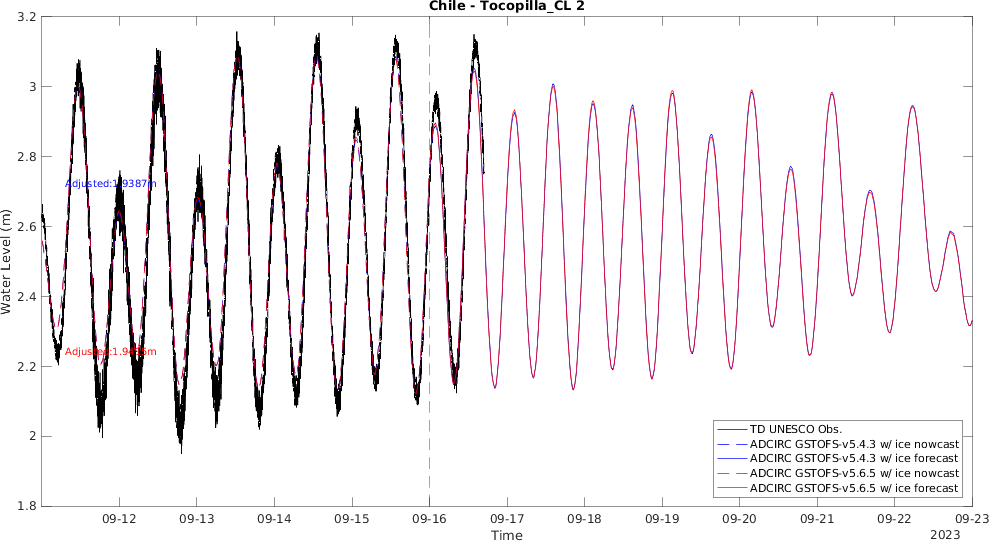 Chile - Tocopilla_CL 2
3.2
3
2.8
2.6
2.4
2.2
2
1.8
Water Level (m)
Adjusted:1.9387m
TD UNESCO Obs.
ADCIRC GSTOFS-v5.4.3 w/ ice nowcast
ADCIRC GSTOFS-v5.4.3 w/ ice forecast
ADCIRC GSTOFS-v5.6.5 w/ ice nowcast
ADCIRC GSTOFS-v5.6.5 w/ ice forecast
09-12
09-13
09-14
09-15
09-16
09-17
09-18
09-19
09-20
09-21
09-22
09-23
Time
2023